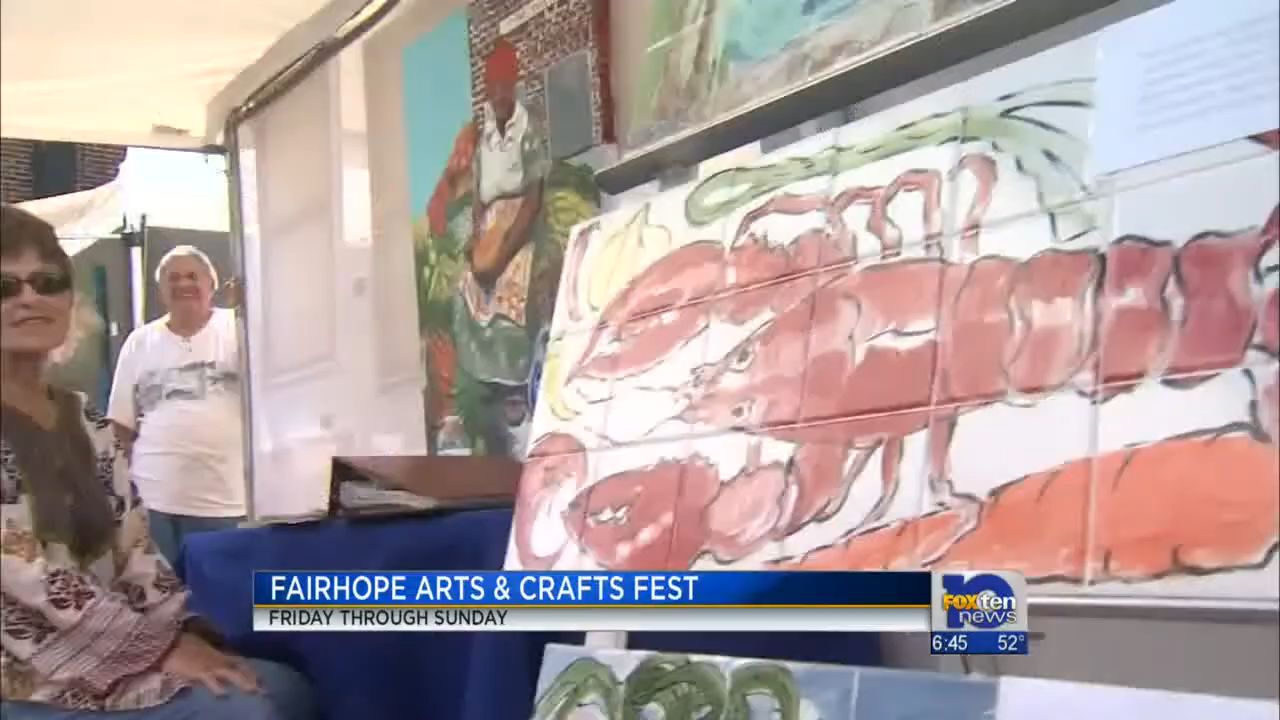 FAIRHOPE ARTS & CRAFTS FEST
FRIDAY THROUGH SUNDAY
10
FOX ten
news
6:45 52°